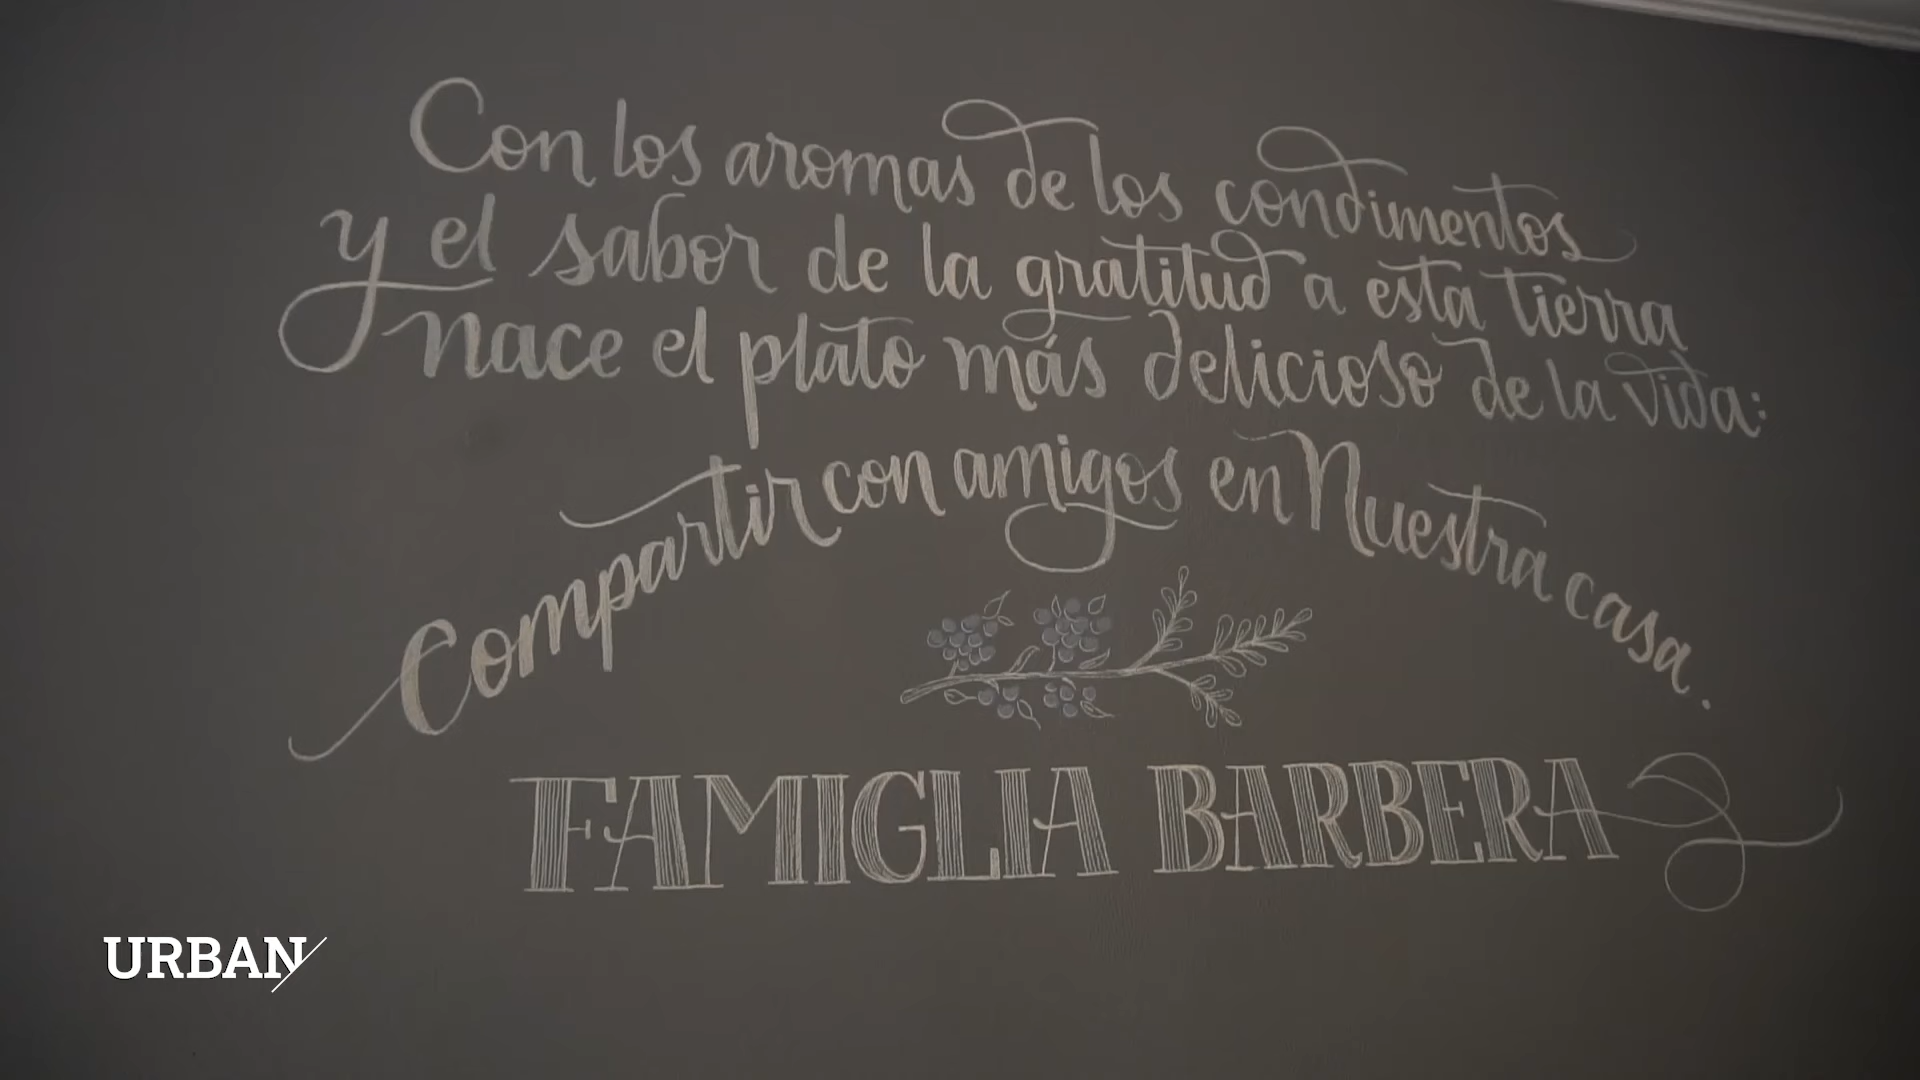 Con los aromas de los condimentos
y el sabor de la gratitud a esta tierra
nace el plato más delicioso de la vida:
Compartir con amigos en Nuestra casa.
FAMIGLIA BARBERA
URBAN